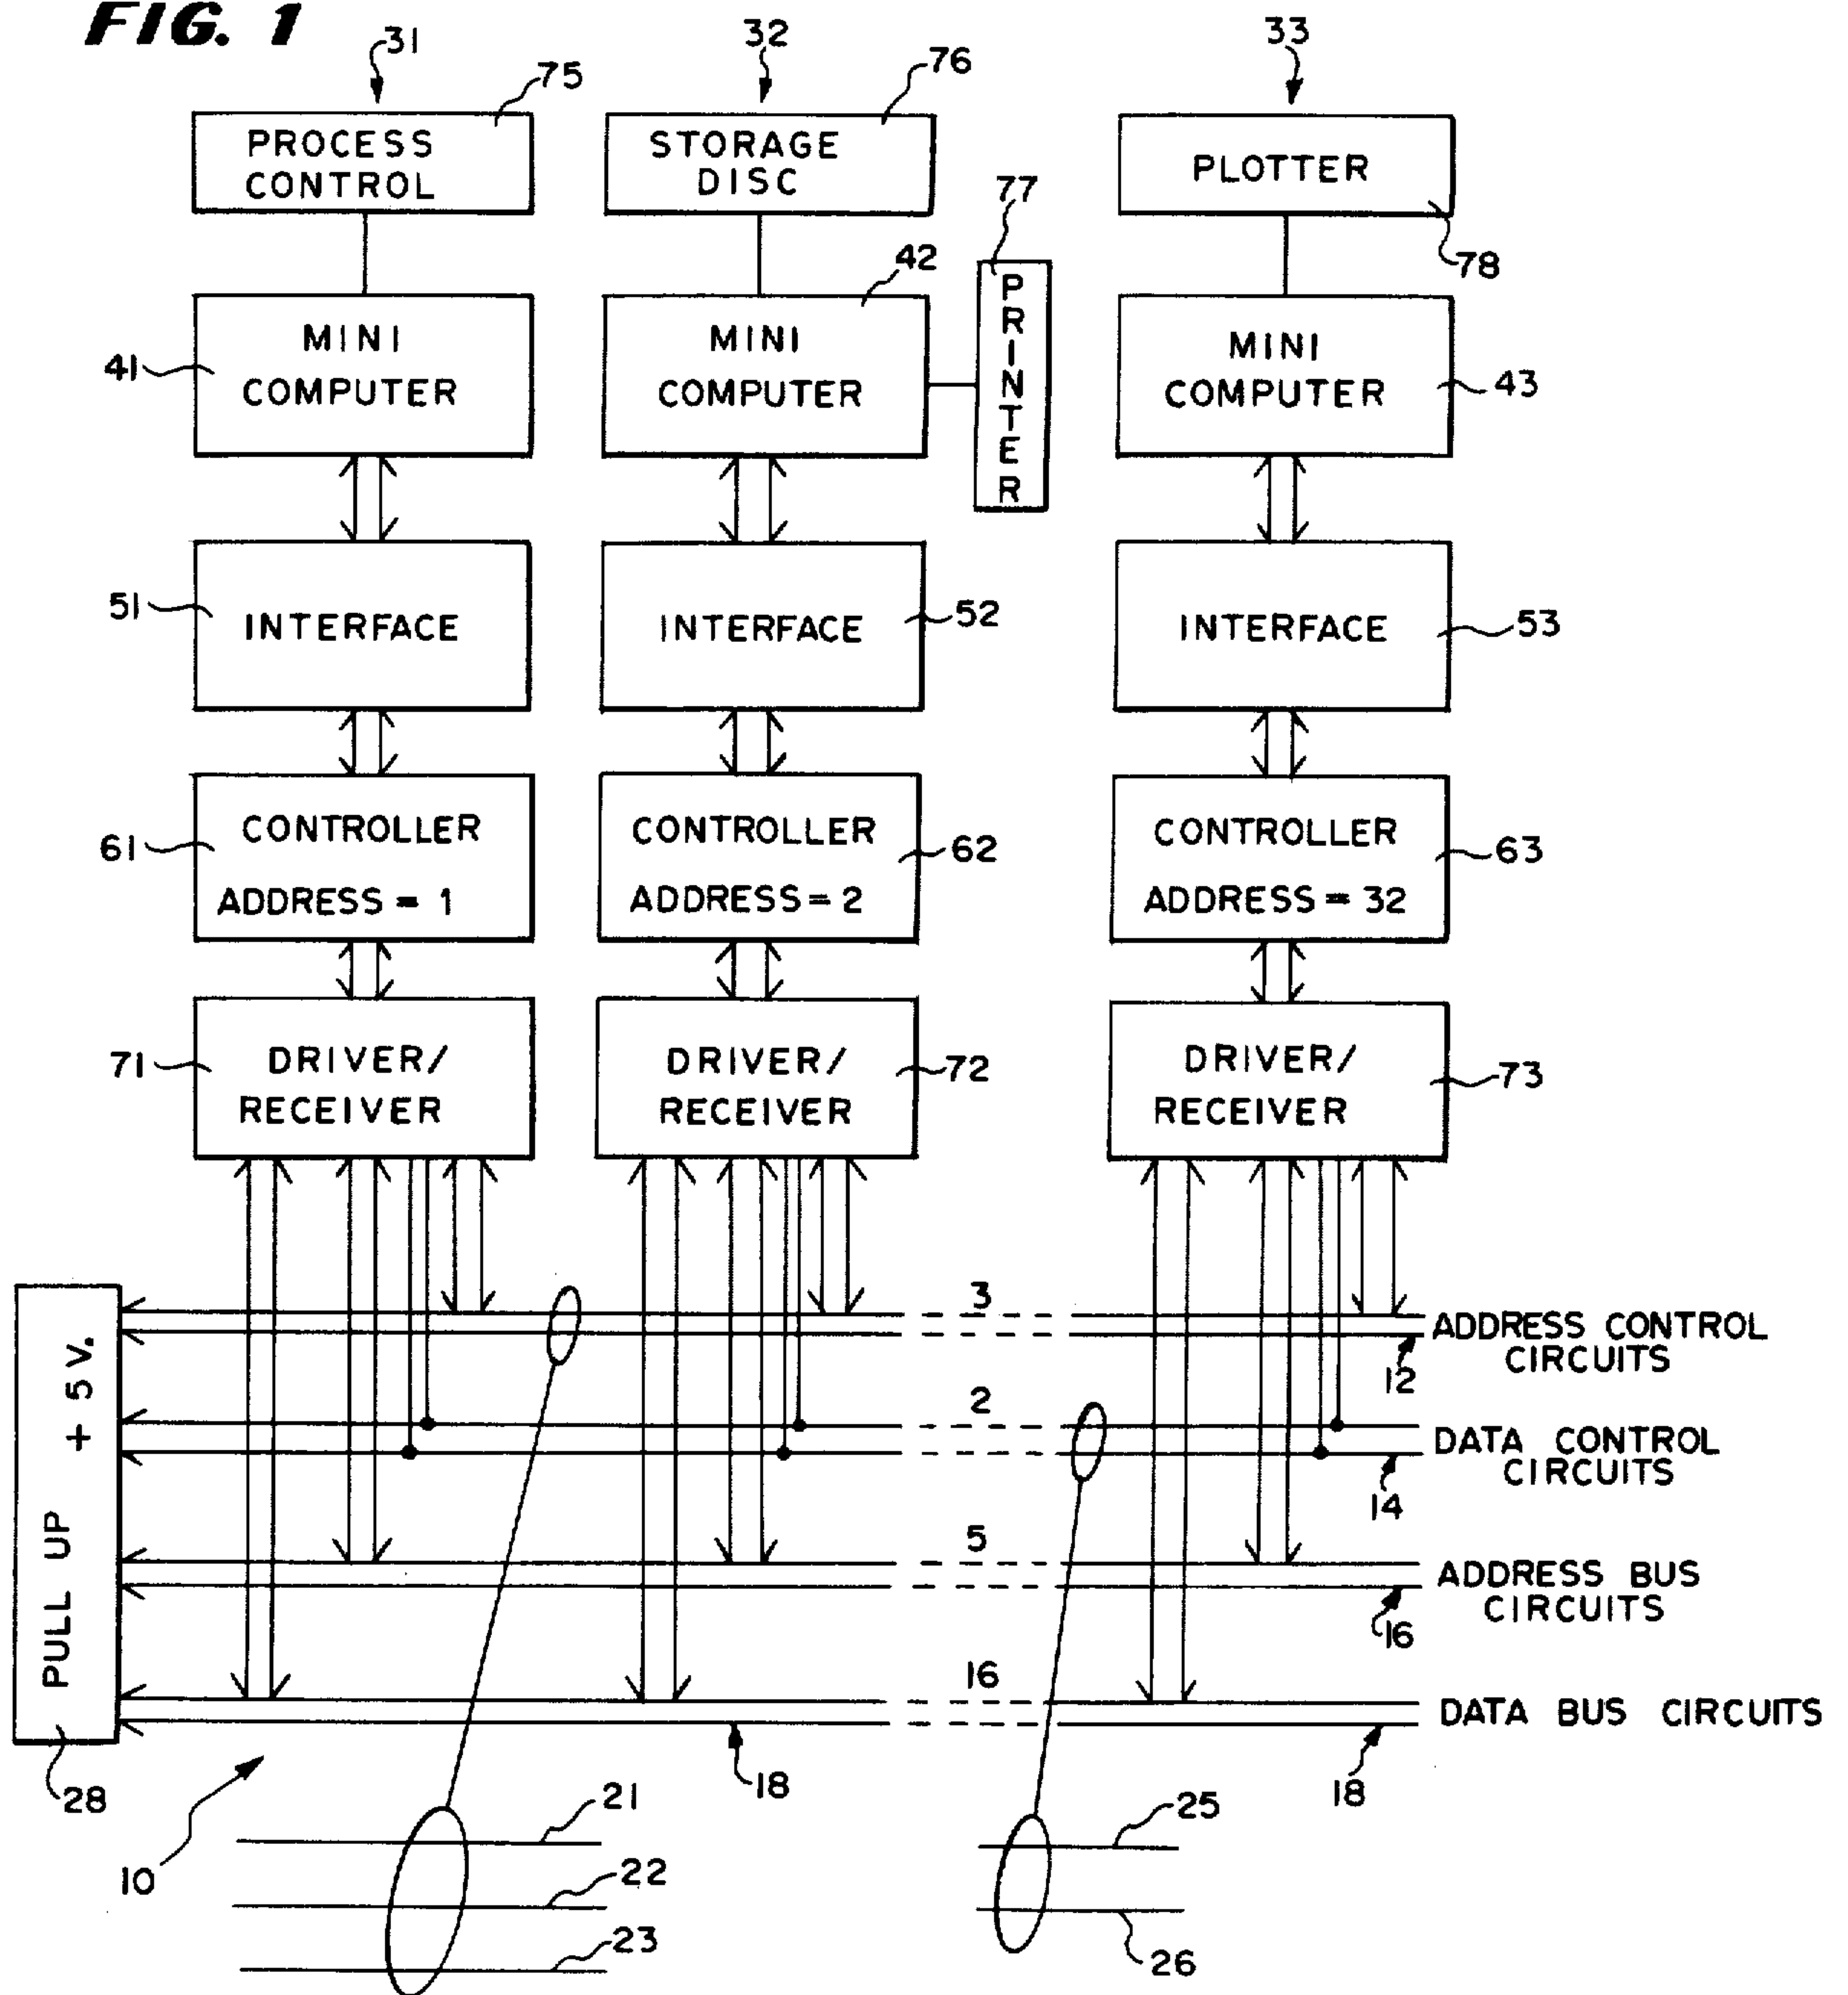 FIG. 1
31
32
33
75
76
PROCESS
CONTROL
STORAGE
DISC
PLOTTER
77
78
42
PRINTER
MINI
COMPUTER
MINI
COMPUTER
MINI
COMPUTER
41
43
51
INTERFACE
INTERFACE
52
INTERFACE
53
61
CONTROLLER
ADDRESS = 1
CONTROLLER
ADDRESS = 2
62
CONTROLLER
ADDRESS = 32
63
71
DRIVER/
RECEIVER
DRIVER/
RECEIVER
72
DRIVER/
RECEIVER
73
PULL UP + 5 V.
3
ADDRESS CONTROL
CIRCUITS
12
2
DATA CONTROL
CIRCUITS
14
5
ADDRESS BUS
CIRCUITS
16
16
DATA BUS CIRCUITS
18
18
28
10
21
22
23
25
26